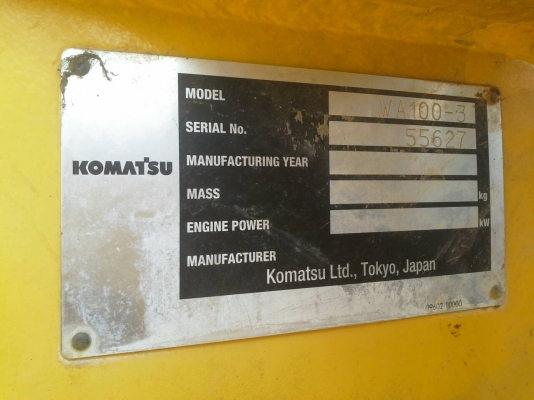 KOMATSU
MODEL WA100-3
SERIAL No. 55627
MANUFACTURING YEAR
MASS kg
ENGINE POWER kW
MANUFACTURER
Komatsu Ltd., Tokyo, Japan